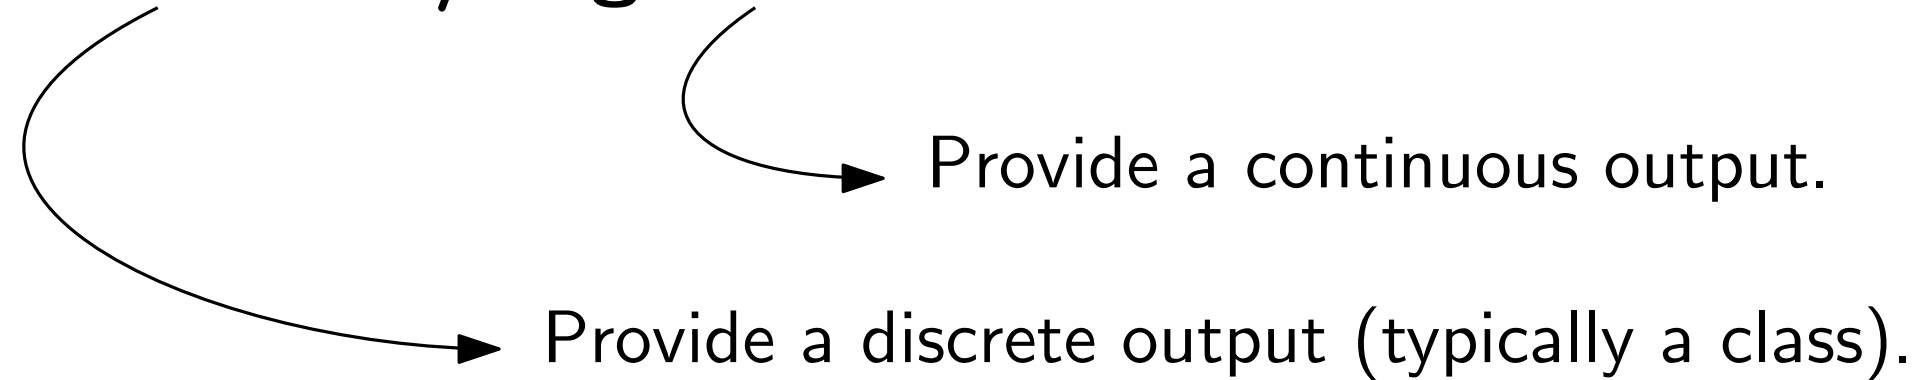 Provide a continuous output.
Provide a discrete output (typically a class).